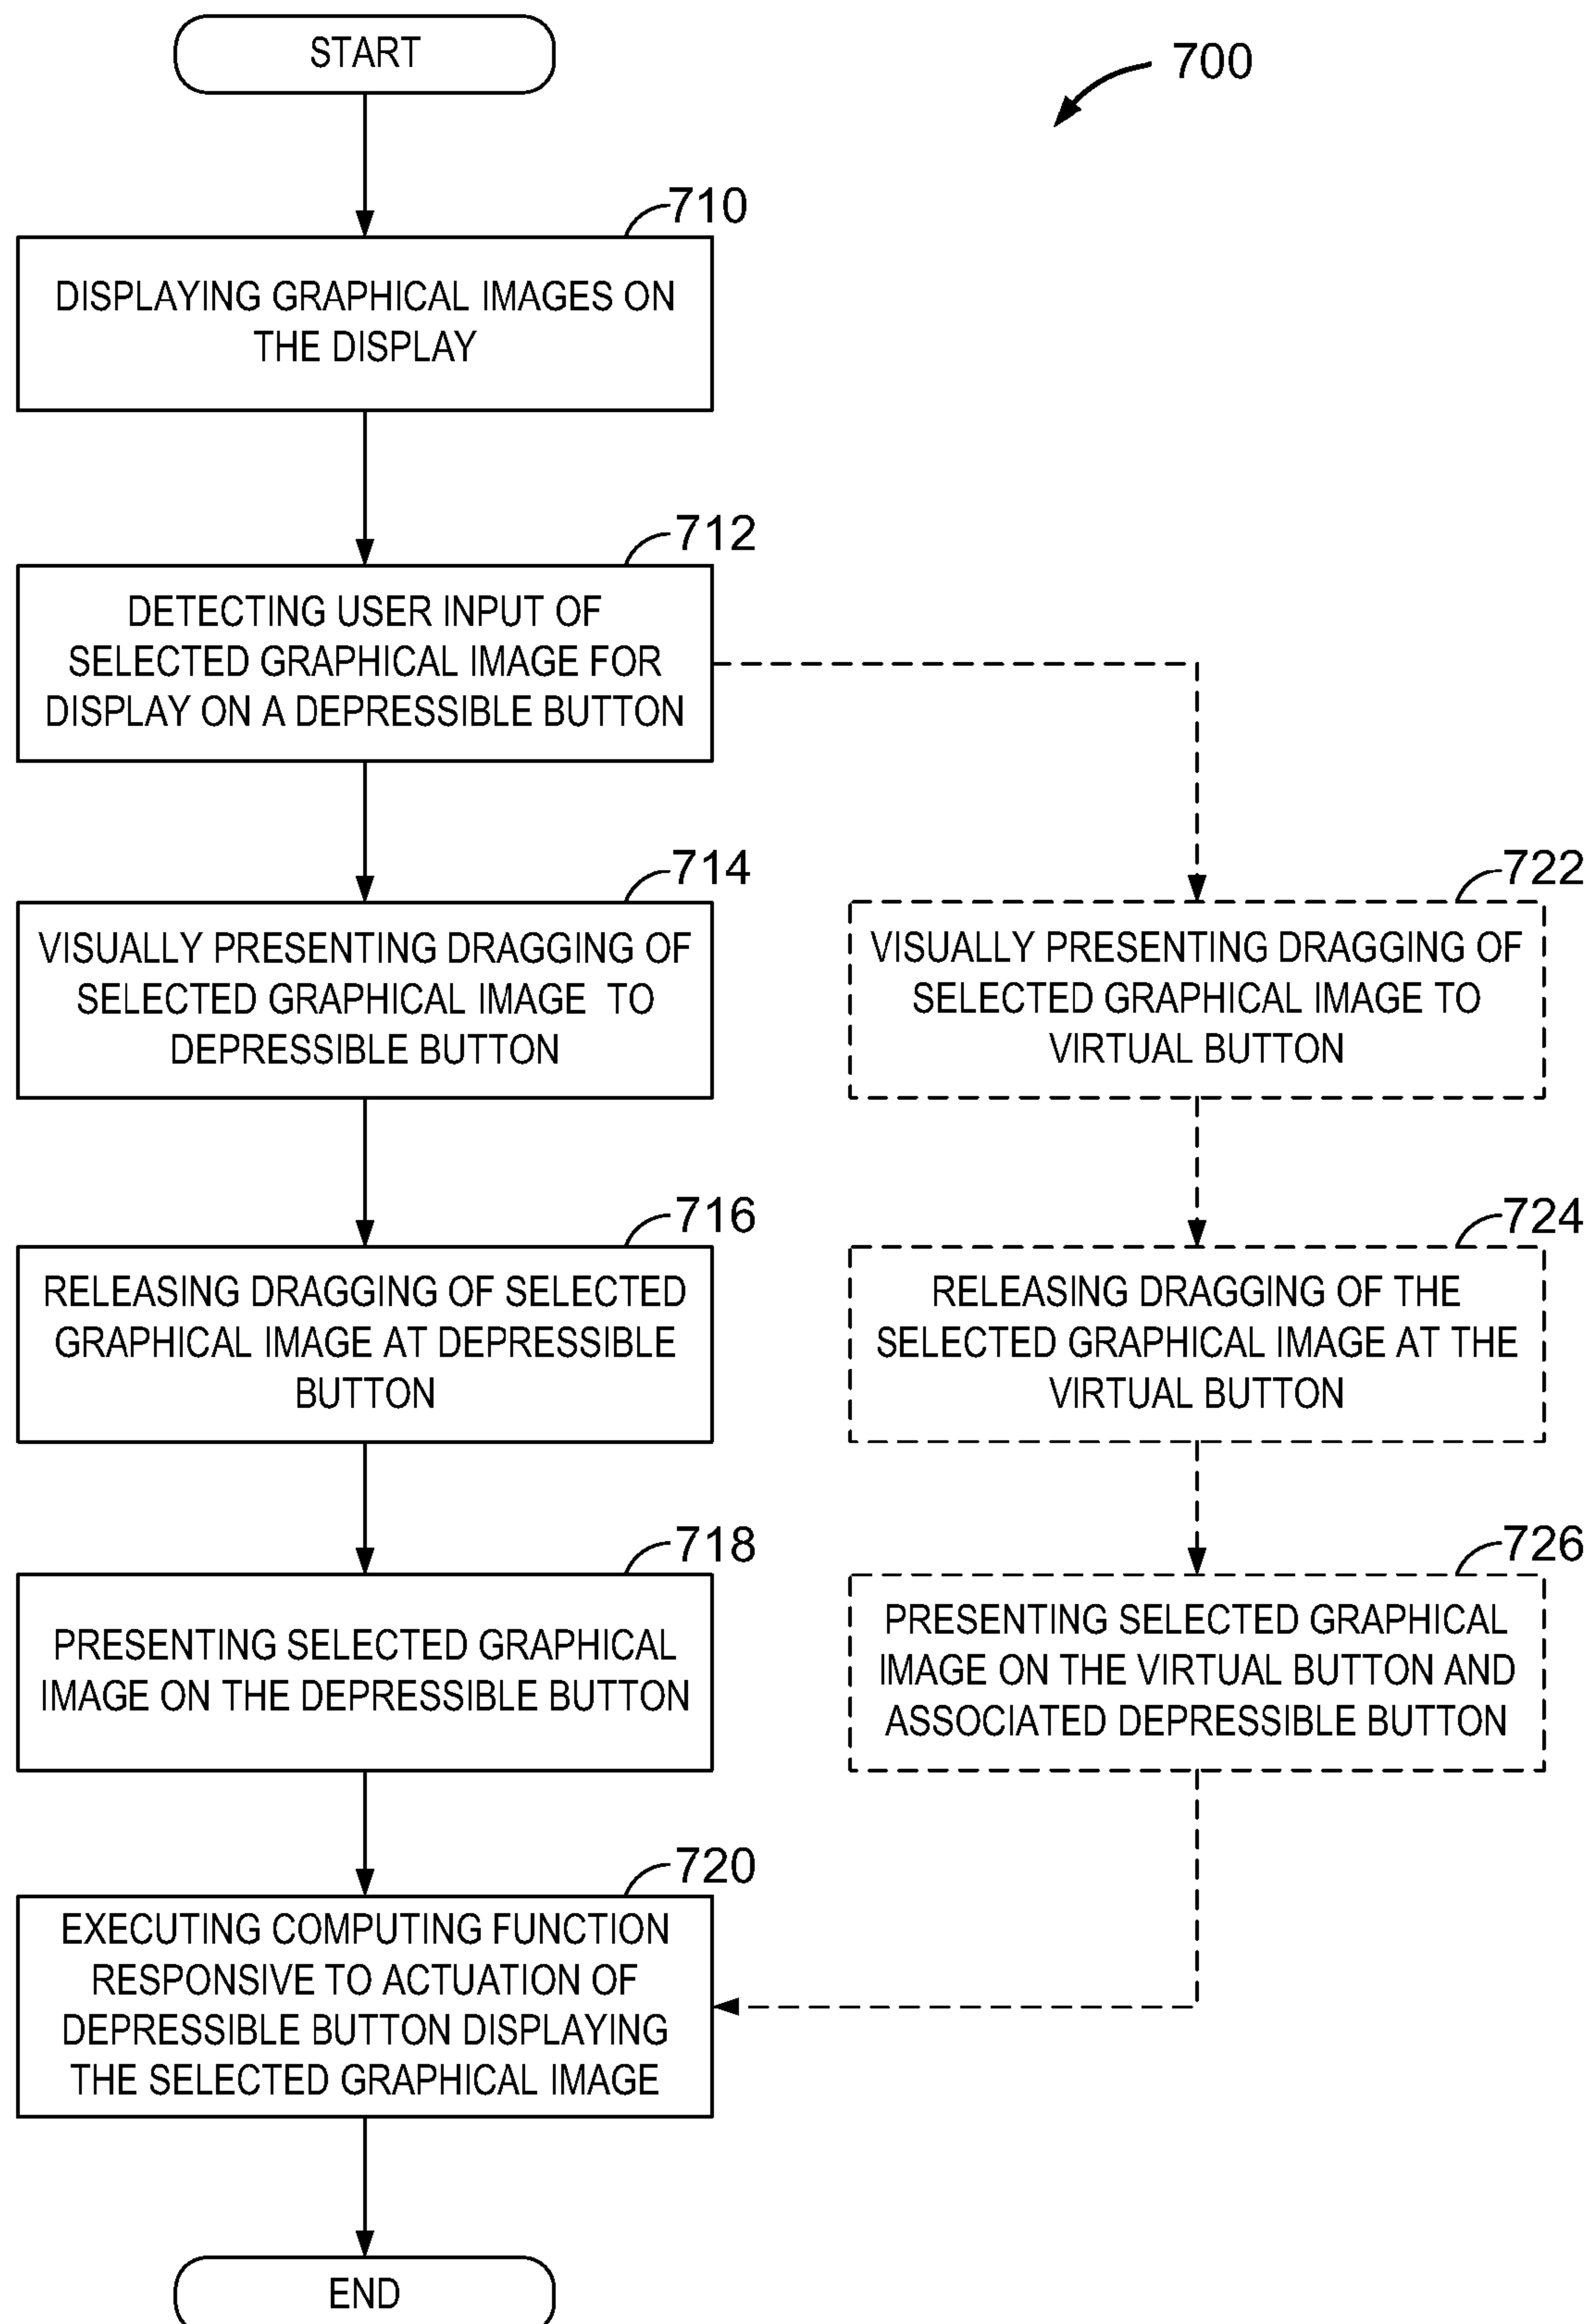 START
700
710
DISPLAYING GRAPHICAL IMAGES ON
THE DISPLAY
712
DETECTING USER INPUT OF
SELECTED GRAPHICAL IMAGE FOR
DISPLAY ON A DEPRESSIBLE BUTTON
714
VISUALLY PRESENTING DRAGGING OF
SELECTED GRAPHICAL IMAGE TO
DEPRESSIBLE BUTTON
722
VISUALLY PRESENTING DRAGGING OF
SELECTED GRAPHICAL IMAGE TO
VIRTUAL BUTTON
716
RELEASING DRAGGING OF SELECTED
GRAPHICAL IMAGE AT DEPRESSIBLE
BUTTON
724
RELEASING DRAGGING OF THE
SELECTED GRAPHICAL IMAGE AT THE
VIRTUAL BUTTON
718
PRESENTING SELECTED GRAPHICAL
IMAGE ON THE DEPRESSIBLE BUTTON
726
PRESENTING SELECTED GRAPHICAL
IMAGE ON THE VIRTUAL BUTTON AND
ASSOCIATED DEPRESSIBLE BUTTON
720
EXECUTING COMPUTING FUNCTION
RESPONSIVE TO ACTUATION OF
DEPRESSIBLE BUTTON DISPLAYING
THE SELECTED GRAPHICAL IMAGE
END